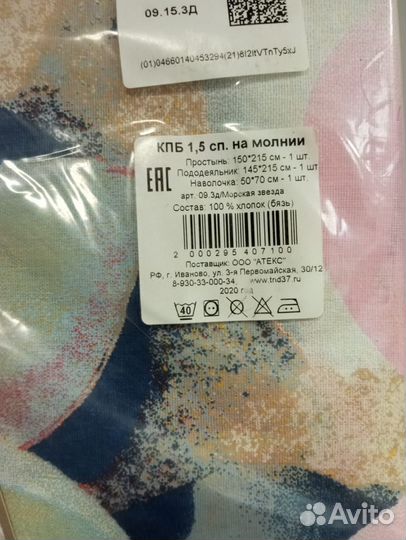 09.15.3Д
(01)04660140453294(21)8I2ItVTnTy5xJ
КПБ 1,5 сп. на молнии
Простынь: 150*215 см - 1 шт
Пододеяльник: 145*215 см - 1 шт
Наволочка: 50*70 см - 1 шт.
арт. 09.3д/Морская звезда
Состав: 100 % хлопок (бязь)
EAC
2 000295 407100
Поставщик: ООО "АТЕКС"
РФ, г. Иваново, ул. 3-я Первомайская, 30/12
8-930-33-000-34 www.tnd37.ru
2020 год
40
Avito